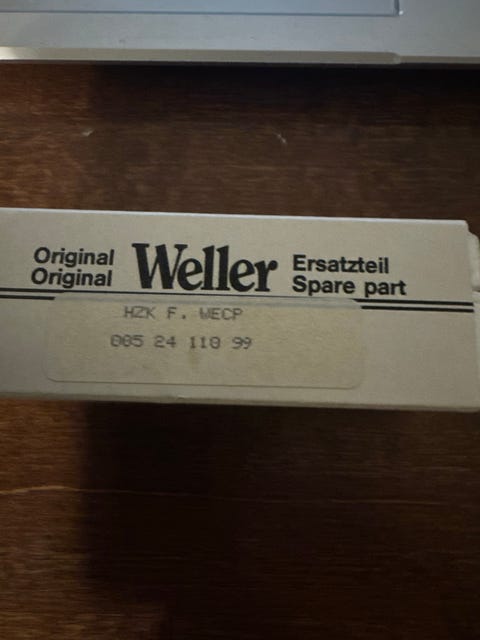 Original Weller Ersatzteil
Original Spare part
HZK F. WECP
005 24 110 99